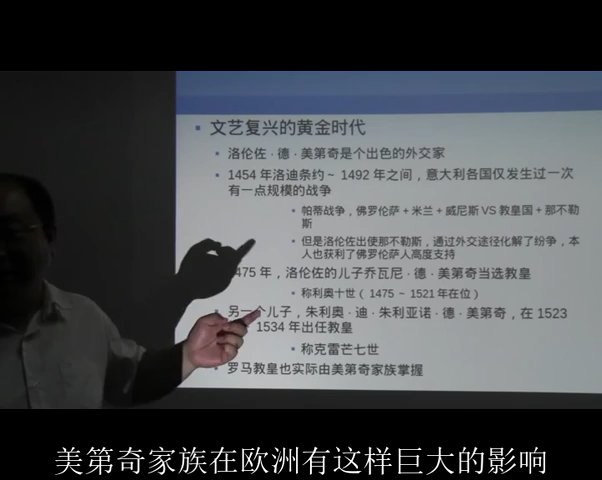 文艺复兴的黄金时代
洛伦佐·德·美第奇是个出色的外交家
1454 年洛迪条约~ 1492 年之间，意大利各国仅发生过一次
有一点规模的战争
帕蒂战争，佛罗伦萨 + 米兰 + 威尼斯 VS 教皇国 + 那不勒
斯
但是洛伦佐出使那不勒斯，通过外交途径化解了纷争，本
人也获利了佛罗伦萨人高度支持
475 年，洛伦佐的儿子乔瓦尼·德·美第奇当选教皇
称利奥十世（ 1475 ~ 1521 年在位）
另一个儿子，朱利奥·迪·朱利亚诺·德·美第奇，在 1523
1534 年出任教皇
称克雷芒七世
罗马教皇也实际由美第奇家族掌握
美第奇家族在欧洲有这样巨大的影响